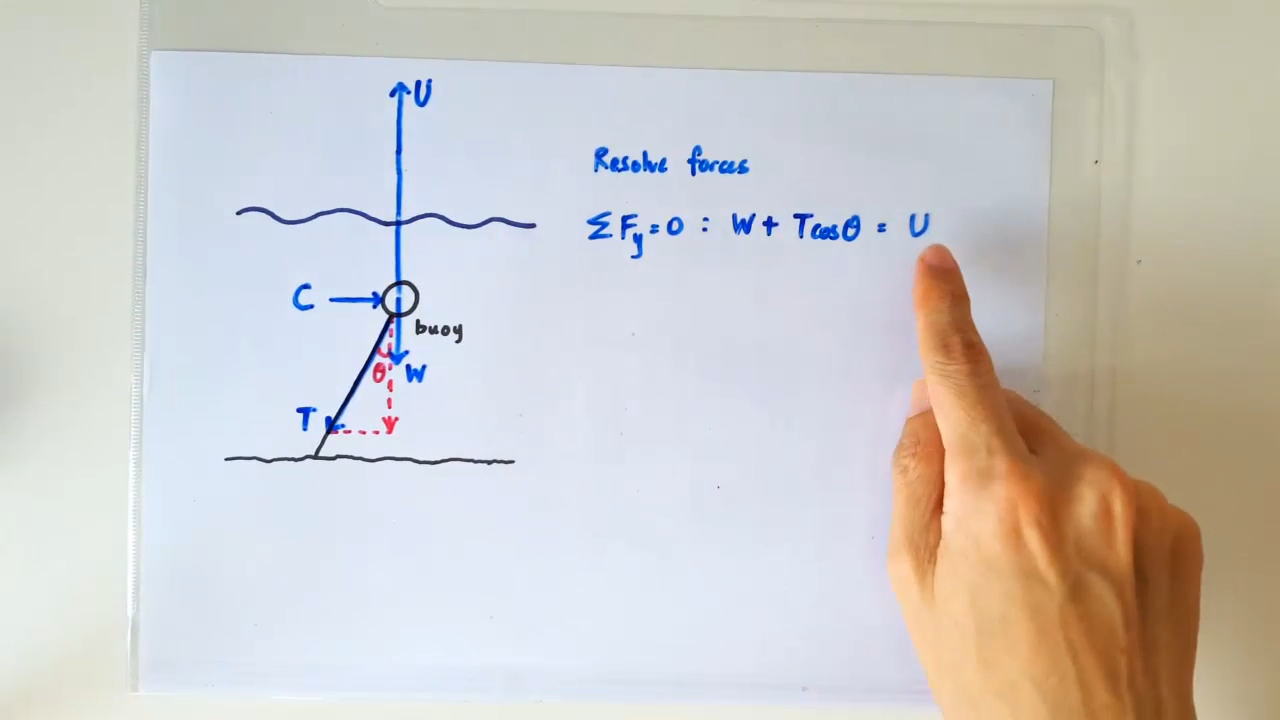 U
Resolve forces
ΣFy=0 : W + Tcosθ = U
C
buoy
θ W
T